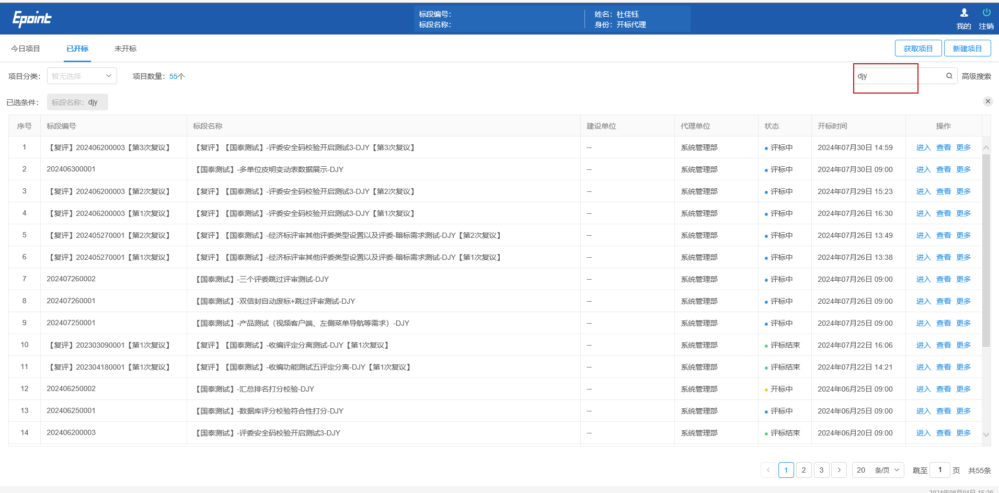 Epoint
标段编号：
标段名称：
姓名：杜佳钰
身份：开标代理
我的 注销
今日项目 已开标 未开标 获取项目 新建项目
项目分类： 暂无选择 项目数量：55个 djy 高级搜索
已选条件： 标段名称：djy
序号 标段编号 标段名称 建设单位 代理单位 状态 开标时间 操作
1 【复评】202406200003【第3次复议】 【复评】【国泰测试】-评委安全码校验开启测试3-DJY【第3次复议】 -- 系统管理部 评标中 2024年07月30日 14:59 进入 查看 更多
2 202406300001 【国泰测试】-多单位皮明变动表数据展示-DJY -- 系统管理部 评标中 2024年07月30日 09:00 进入 查看 更多
3 【复评】202406200003【第2次复议】 【复评】【国泰测试】-评委安全码校验开启测试3-DJY【第2次复议】 -- 系统管理部 评标中 2024年07月29日 15:23 进入 查看 更多
4 【复评】202406200003【第1次复议】 【复评】【国泰测试】-评委安全码校验开启测试3-DJY【第1次复议】 -- 系统管理部 评标中 2024年07月26日 16:30 进入 查看 更多
5 【复评】202405270001【第2次复议】 【复评】【国泰测试】-经济标评审其他评委类型设置以及评委-暗标需求测试-DJY【第2次复议】 -- 系统管理部 评标中 2024年07月26日 13:49 进入 查看 更多
6 【复评】202405270001【第1次复议】 【复评】【国泰测试】-经济标评审其他评委类型设置以及评委-暗标需求测试-DJY【第1次复议】 -- 系统管理部 评标中 2024年07月26日 13:38 进入 查看 更多
7 202407260002 【国泰测试】-三个评委跳过评审测试-DJY -- 系统管理部 评标中 2024年07月26日 09:00 进入 查看 更多
8 202407260001 【国泰测试】-双信封自动废标+跳过评审测试-DJY -- 系统管理部 评标中 2024年07月26日 09:00 进入 查看 更多
9 202407250001 【国泰测试】-产品测试（视频客户端、左侧菜单导航等需求）-DJY -- 系统管理部 评标中 2024年07月25日 09:00 进入 查看 更多
10 【复评】202303090001【第1次复议】 【复评】【国泰测试】-收编评定分离测试-DJY【第1次复议】 -- 系统管理部 评标结束 2024年07月22日 16:06 进入 查看 更多
11 【复评】202304180001【第1次复议】 【复评】【国泰测试】-收编功能测试五评定分离-DJY【第1次复议】 -- 系统管理部 评标结束 2024年07月22日 14:21 进入 查看 更多
12 202406250002 【国泰测试】-汇总排名打分校验-DJY -- 系统管理部 开标中 2024年06月25日 09:00 进入 查看 更多
13 202406250001 【国泰测试】-数据库评分校验符合性打分-DJY -- 系统管理部 评标中 2024年06月25日 09:00 进入 查看 更多
14 202406200003 【国泰测试】-评委安全码校验开启测试3-DJY -- 系统管理部 评标结束 2024年06月20日 09:00 进入 查看 更多
1 2 3 20 条/页 跳至 1 页 共55条
2024年08月01日 15:36